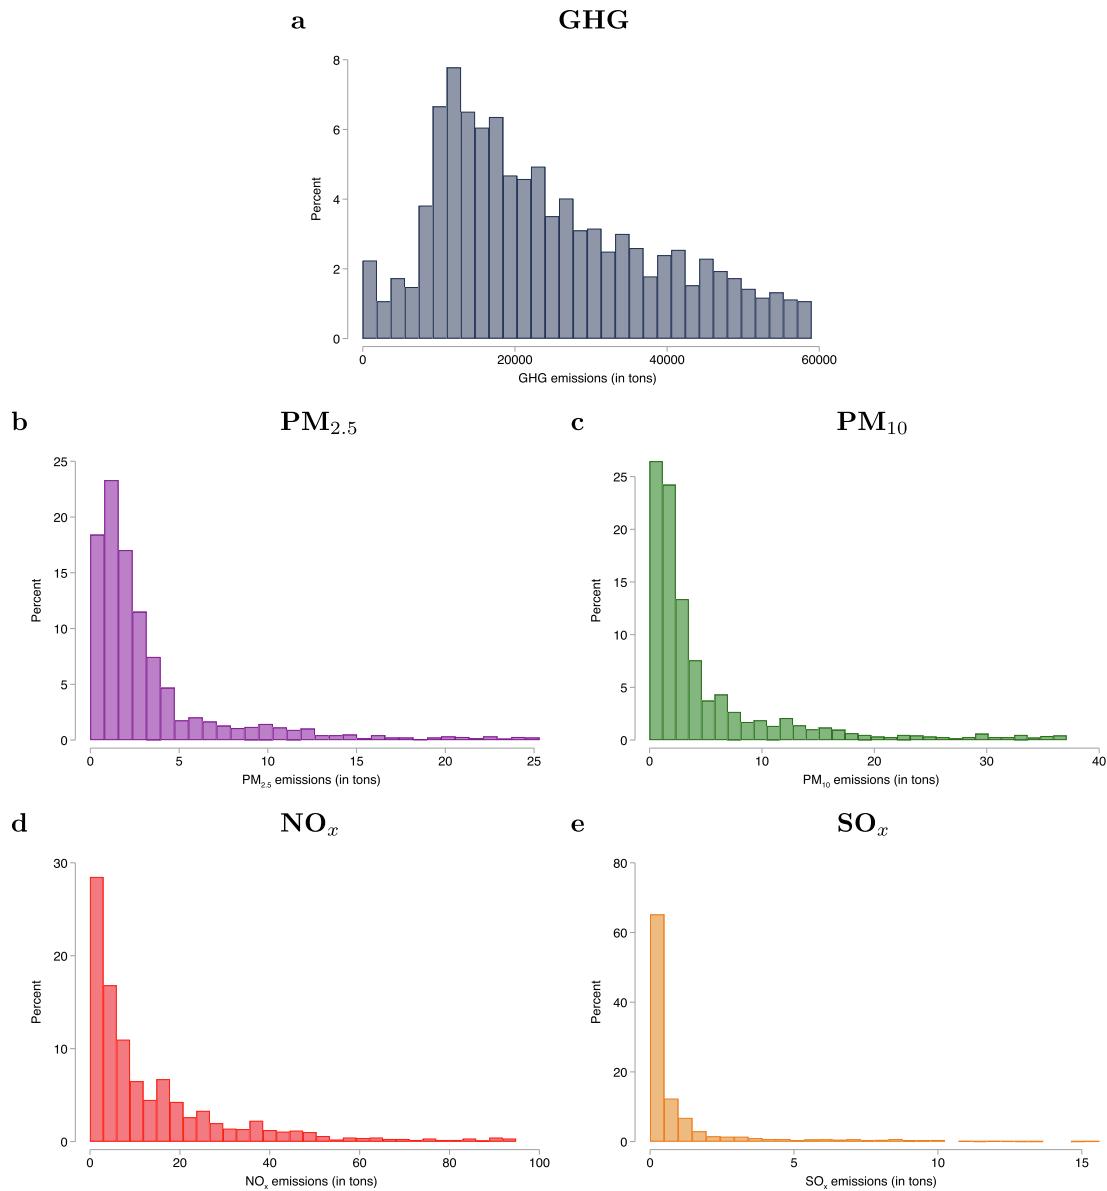 a GHG
8
6
4
2
0
Percent
0 20000 40000 60000
GHG emissions (in tons)
b PM2.5
25
20
15
10
5
0
Percent
0 5 10 15 20 25
PM2.5 emissions (in tons)
c PM10
25
20
15
10
5
0
Percent
0 10 20 30 40
PM10 emissions (in tons)
d NOx
30
20
10
0
Percent
0 20 40 60 80 100
NOx emissions (in tons)
e SOx
80
60
40
20
0
Percent
0 5 10 15
SOx emissions (in tons)